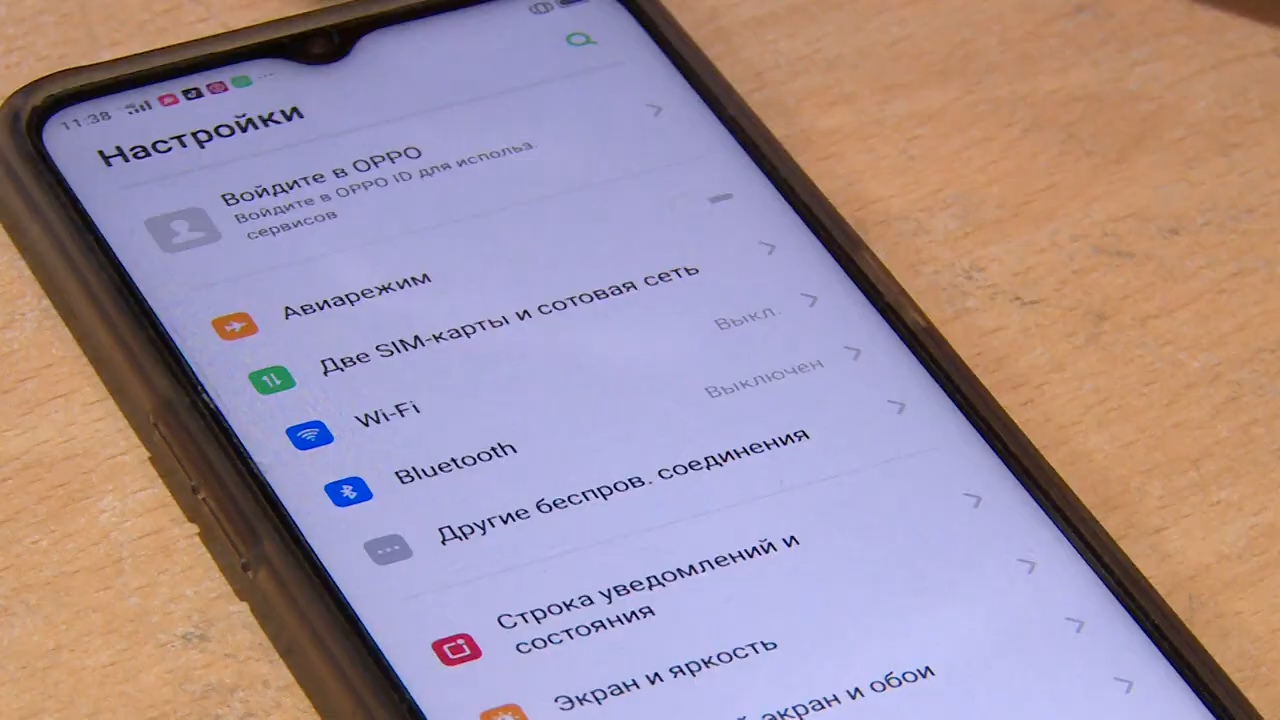 11:38
Настройки
Войдите в OPPO
Войдите в OPPO ID для использа.
сервисов
Авиарежим
Две SIM-карты и сотовая сеть
Wi-Fi
Выкл.
Bluetooth
Выключен
Другие беспров. соединения
Строка уведомлений и
состояния
Экран и яркость
экран и обои